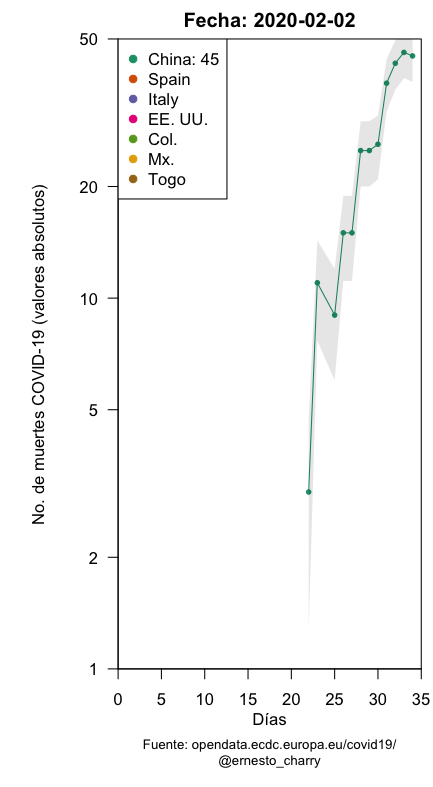 Fecha: 2020-02-02
China: 45
Spain
Italy
EE. UU.
Col.
Mx.
Togo
No. de muertes COVID-19 (valores absolutos)
50
20
10
5
2
1
0 5 10 15 20 25 30 35
Días
Fuente: opendata.ecdc.europa.eu/covid19/
@ernesto_charry